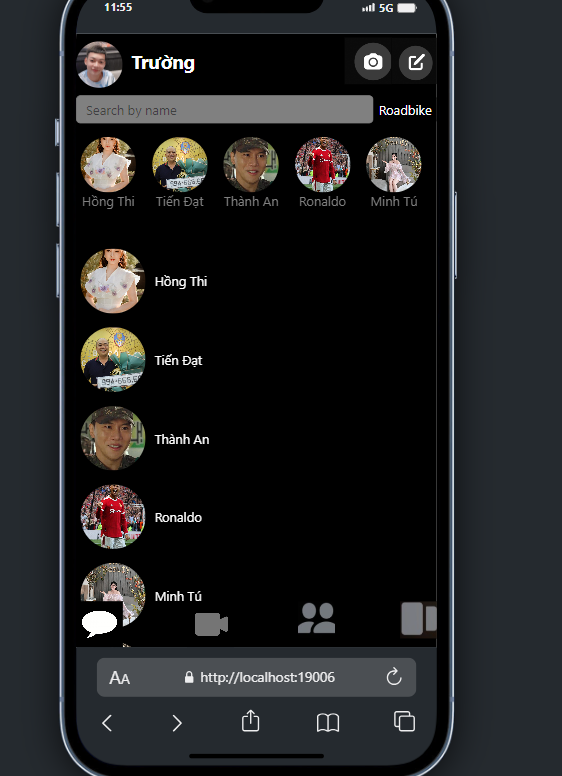 11:55
5G
Trường
Search by name
Roadbike
Hồng Thi
Tiến Đạt
Thành An
Ronaldo
Minh Tú
Hồng Thi
Tiến Đạt
Thành An
Ronaldo
Minh Tú
AA
http://localhost:19006